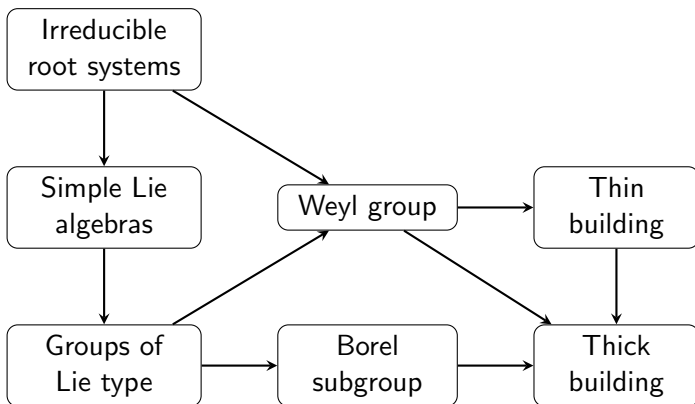 Irreducible
root systems
Simple Lie
algebras
Weyl group
Thin
building
Groups of
Lie type
Borel
subgroup
Thick
building